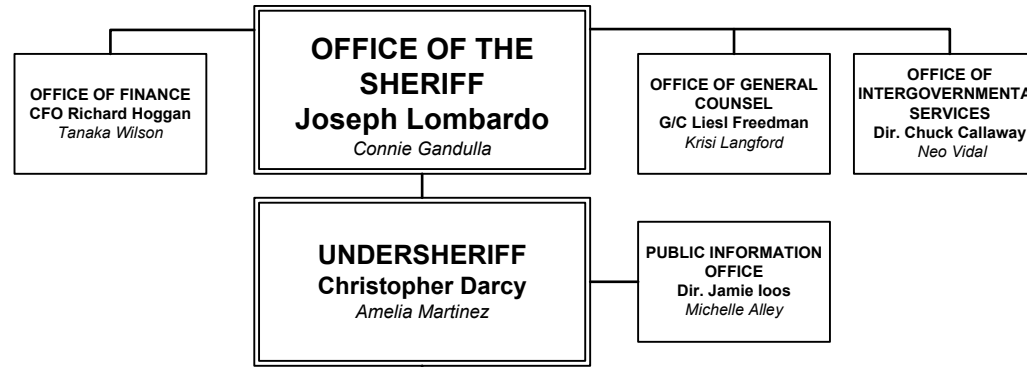 OFFICE OF FINANCE
CFO Richard Hoggan
Tanaka Wilson
OFFICE OF THE
SHERIFF
Joseph Lombardo
Connie Gandulla
OFFICE OF GENERAL
COUNSEL
G/C Liesl Freedman
Krisi Langford
OFFICE OF
INTERGOVERNMENTA
SERVICES
Dir. Chuck Callaway
Neo Vidal
UNDERSHERIFF
Christopher Darcy
Amelia Martinez
PUBLIC INFORMATION
OFFICE
Dir. Jamie Ioos
Michelle Alley